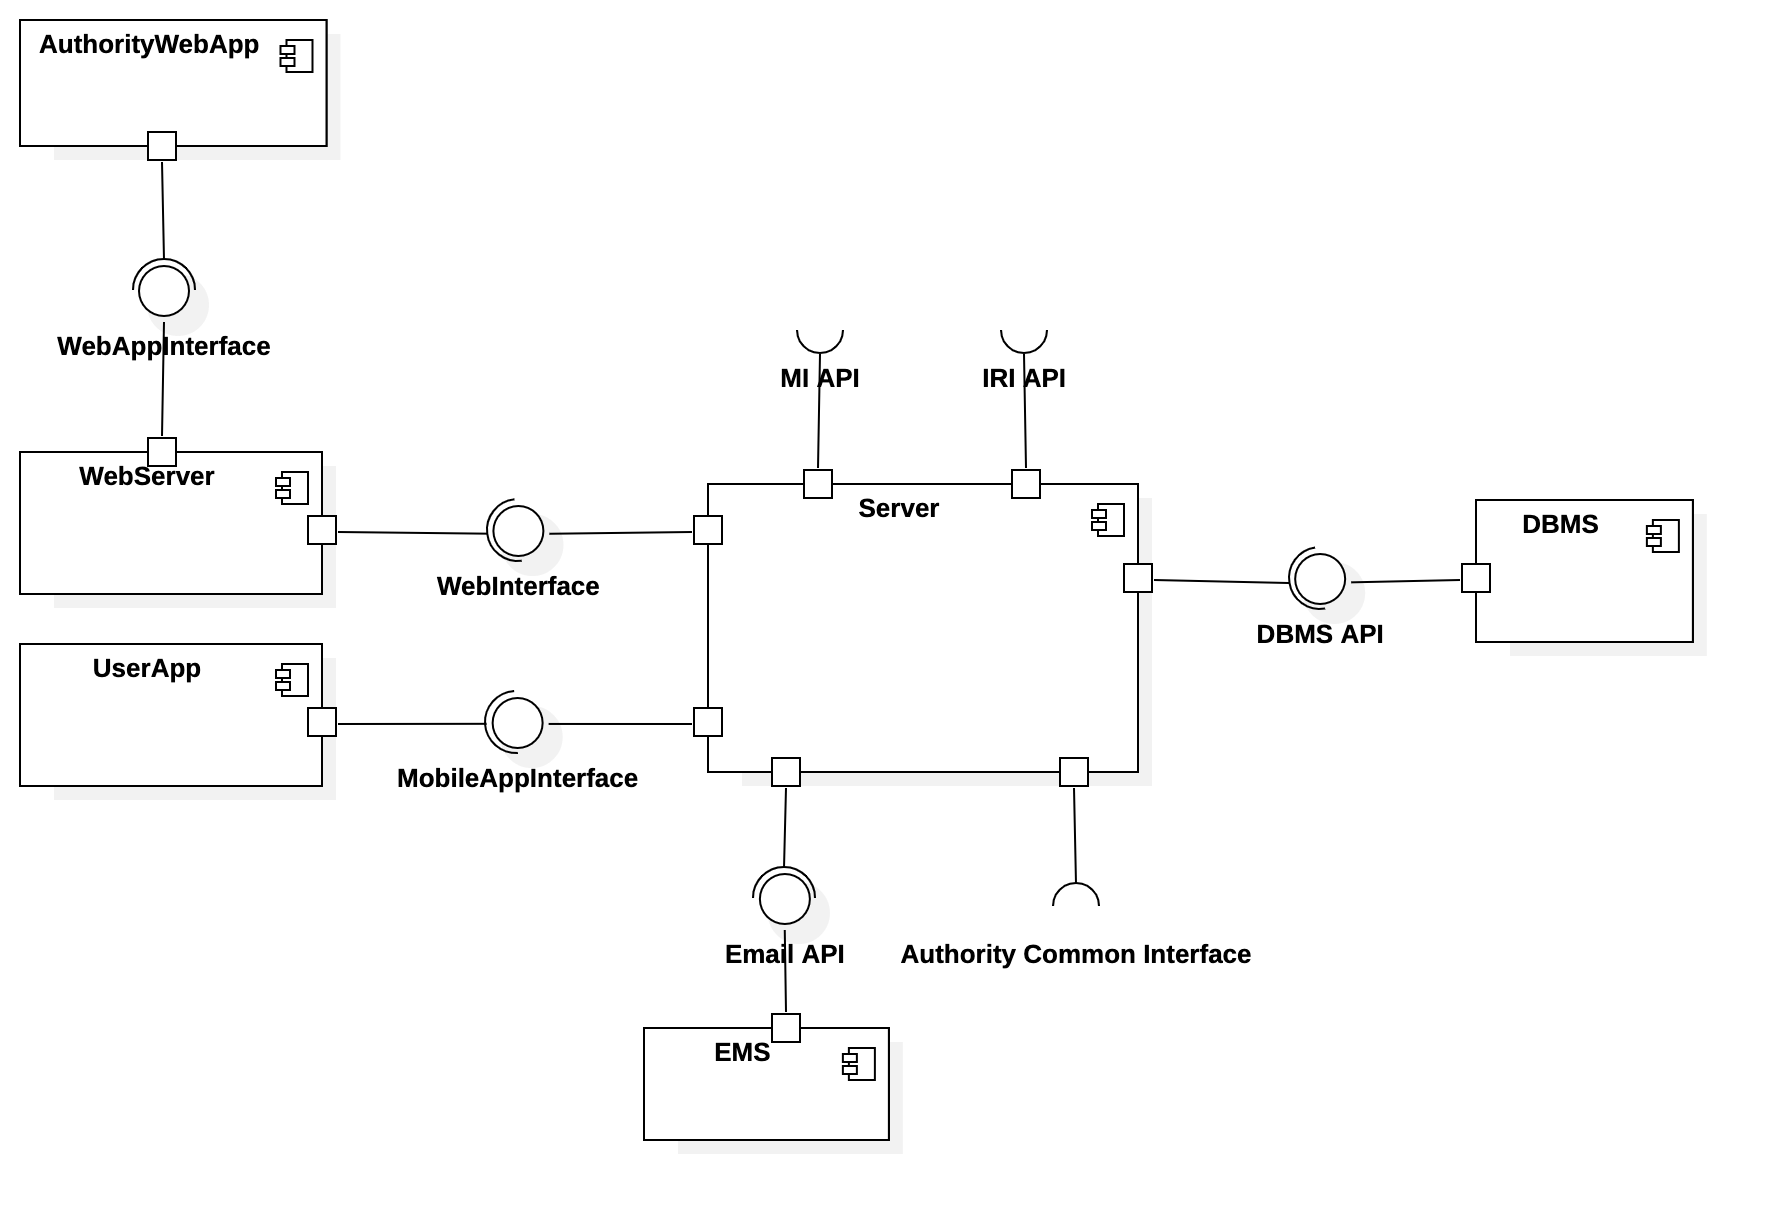 AuthorityWebApp
WebAppInterface
MI API
IRI API
WebServer
Server
DBMS
WebInterface
DBMS API
UserApp
MobileAppInterface
Email API
Authority Common Interface
EMS